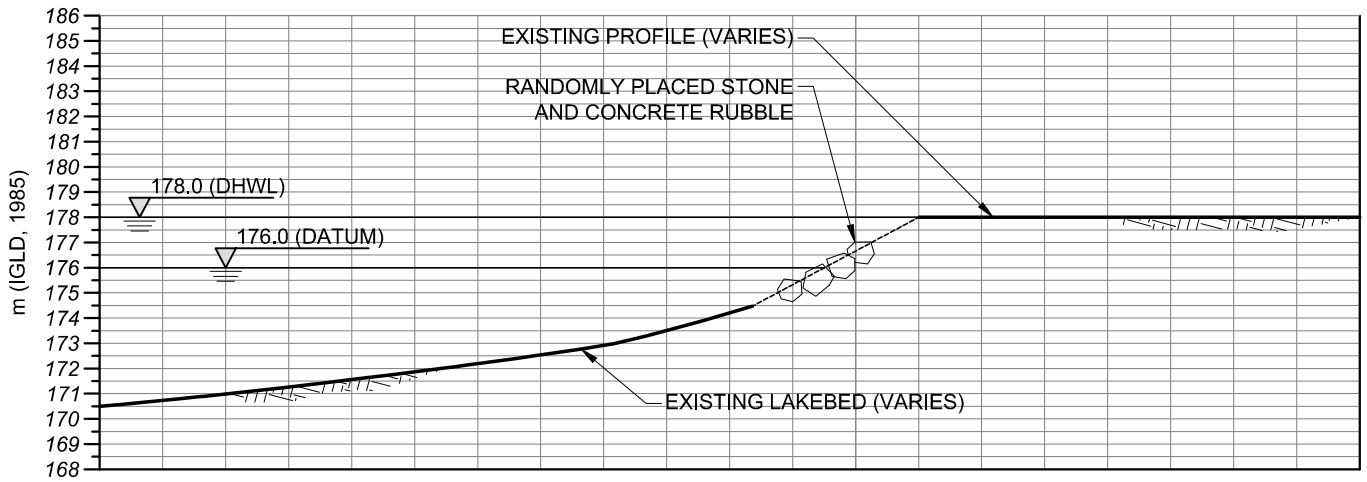 186
185
184
183
182
181
180
179
178
177
176
175
174
173
172
171
170
169
168
m (IGLD, 1985)
EXISTING PROFILE (VARIES)
RANDOMLY PLACED STONE
AND CONCRETE RUBBLE
178.0 (DHWL)
176.0 (DATUM)
EXISTING LAKEBED (VARIES)